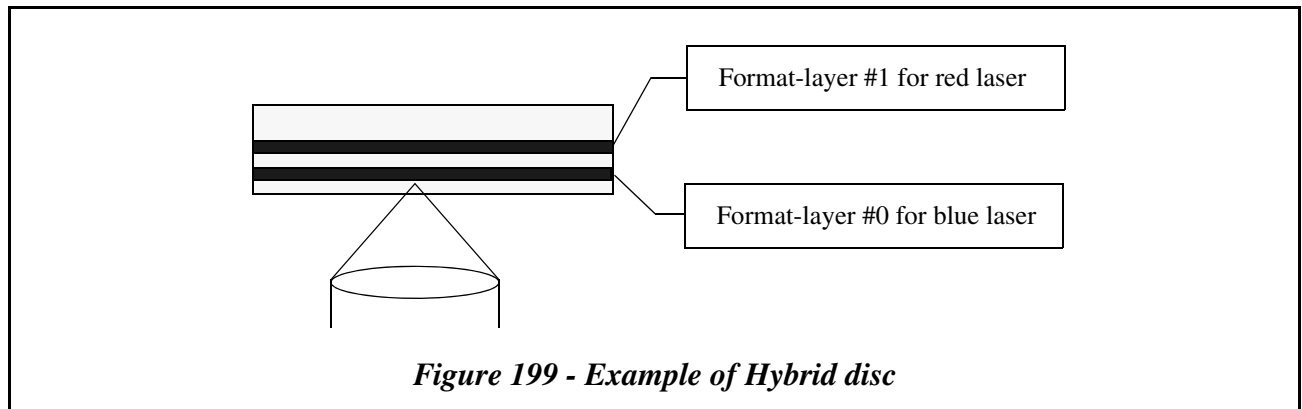 Format-layer #1 for red laser
Format-layer #0 for blue laser
Figure 199 - Example of Hybrid disc